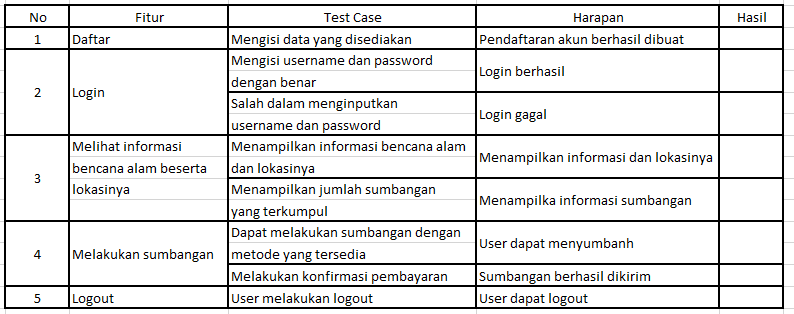 No Fitur Test Case Harapan Hasil
1 Daftar Mengisi data yang disediakan Pendaftaran akun berhasil dibuat
2 Login Mengisi username dan password
dengan benar
Login berhasil
Salah dalam menginputkan
username dan password
Login gagal
3 Melihat informasi
bencana alam beserta
lokasinya
Menampilkan informasi bencana alam
dan lokasinya
Menampilkan informasi dan lokasinya
Menampilkan jumlah sumbangan
yang terkumpul
Menampilka informasi sumbangan
4 Melakukan sumbangan
Dapat melakukan sumbangan dengan
metode yang tersedia
User dapat menyumbanh
Melakukan konfirmasi pembayaran Sumbangan berhasil dikirim
5 Logout User melakukan logout User dapat logout